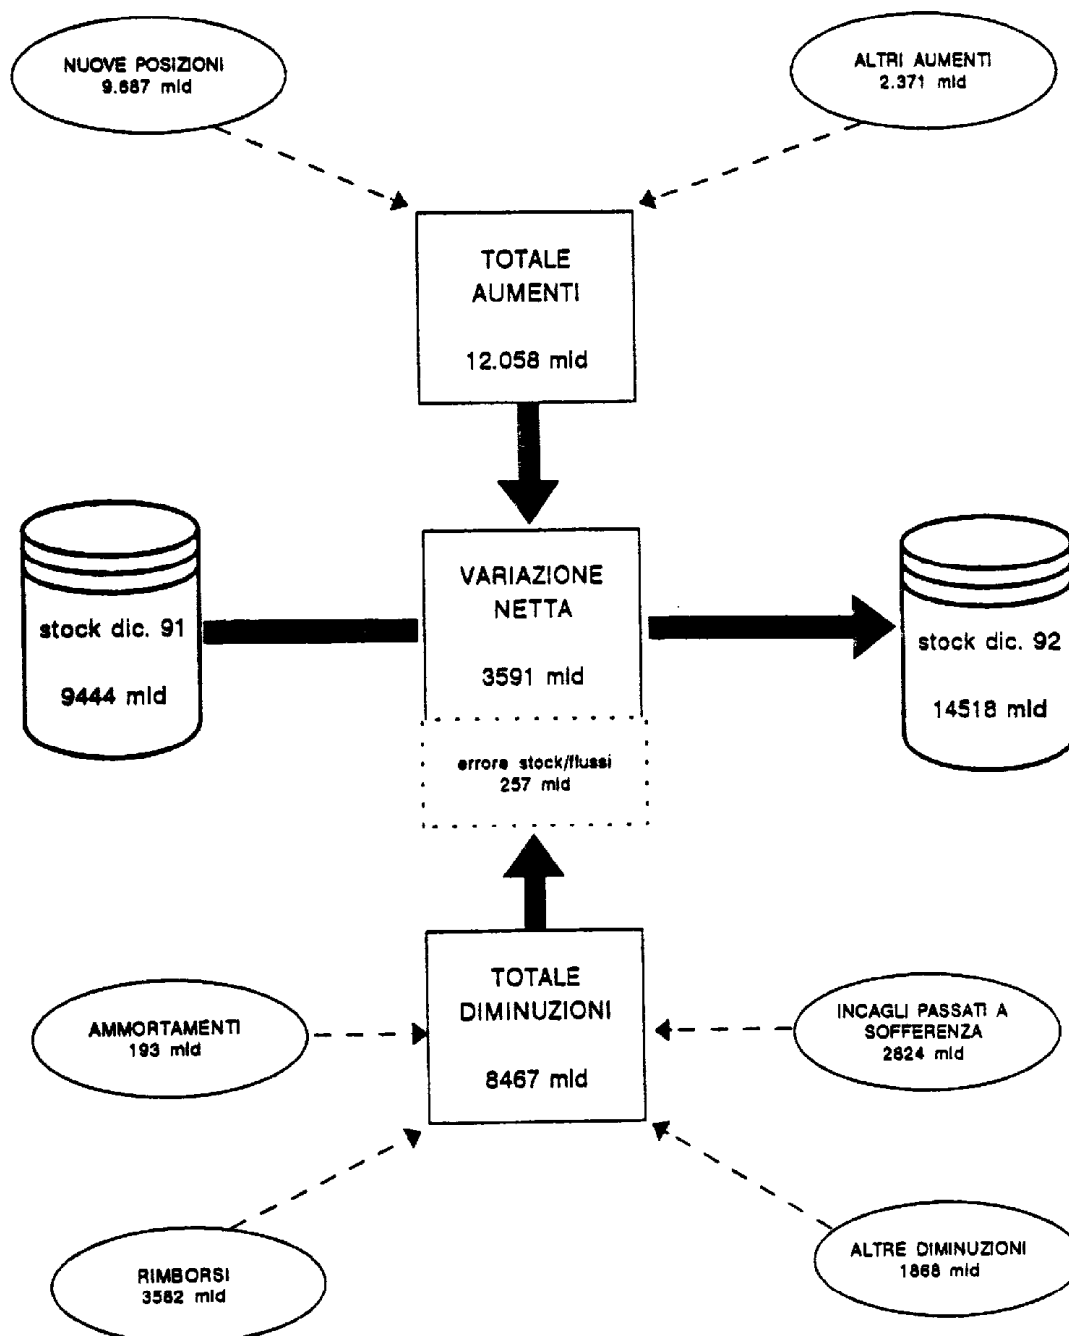 NUOVE POSIZIONI
9.687 mld
ALTRI AUMENTI
2.371 mld
TOTALE
AUMENTI
12.058 mld
stock dic. 91
9444 mld
VARIAZIONE
NETTA
3591 mld
errore stock/flussi
257 mld
stock dic. 92
14518 mld
TOTALE
DIMINUZIONI
8467 mld
AMMORTAMENTI
193 mld
INCAGLI PASSATI A
SOFFERENZA
2824 mld
RIMBORSI
3582 mld
ALTRE DIMINUZIONI
1868 mld